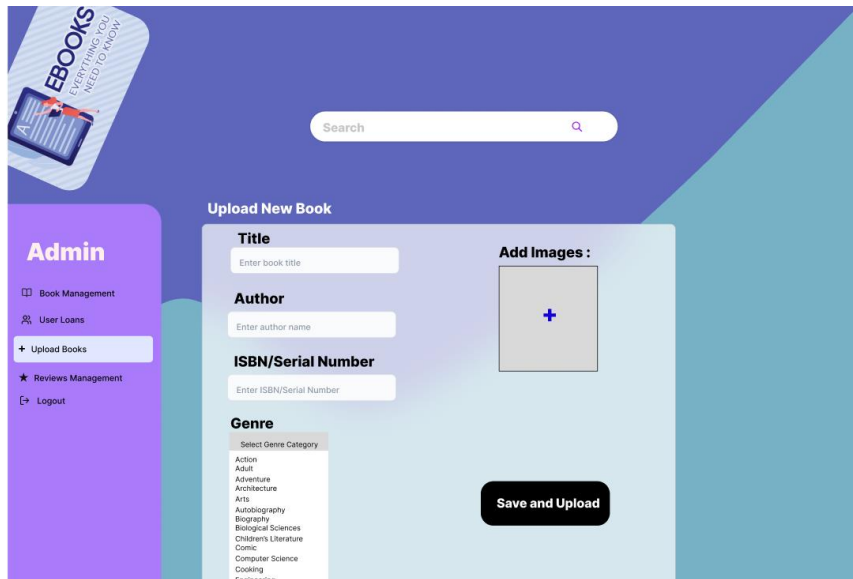 EBOOKS
EVERYTHING YOU
NEED TO KNOW
A
Search
Upload New Book
Admin
Book Management
User Loans
+ Upload Books
Reviews Management
Logout
Title
Enter book title
Author
Enter author name
ISBN/Serial Number
Enter ISBN/Serial Number
Genre
Select Genre Category
Action
Adult
Adventure
Architecture
Arts
Autobiography
Biography
Biological Sciences
Children's Literature
Comic
Computer Science
Cooking
Add Images :
+
Save and Upload